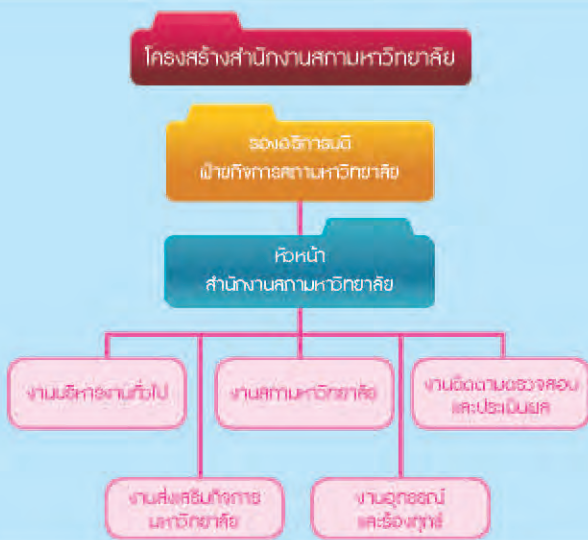 โครงสร้างสำนักงานสภามหาวิทยาลัย
รองอธิการบดี
ฝ่ายกิจการสภามหาวิทยาลัย
หัวหน้า
สำนักงานสภามหาวิทยาลัย
งานบริหารงานทั่วไป
งานสภามหาวิทยาลัย
งานติดตามตรวจสอบ
และประเมินผล
งานส่งเสริมกิจการ
มหาวิทยาลัย
งานอุทธรณ์
และร้องทุกข์